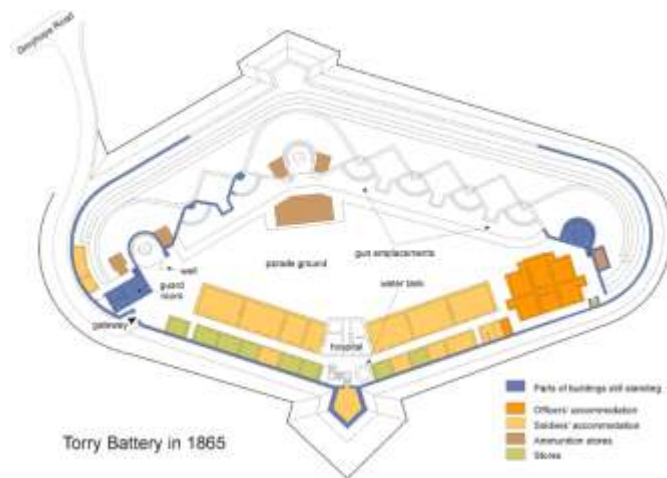 Greyhope Road
gun emplacements
well
parade ground
guard
room
water tank
gateway
hospital
Parts of buildings still standing
Officers' accommodation
Soldiers' accommodation
Ammunition stores
Stores
Torry Battery in 1865